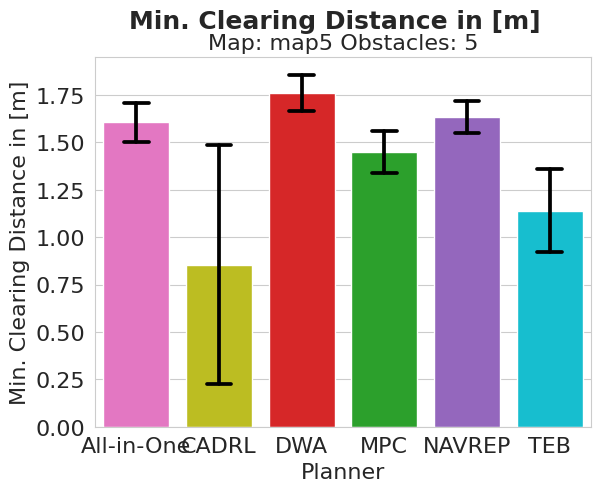 Min. Clearing Distance in [m]
Map: map5 Obstacles: 5
Min. Clearing Distance in [m]
1.75
1.50
1.25
1.00
0.75
0.50
0.25
0.00
All-in-One CADRL DWA MPC NAVREP TEB
Planner